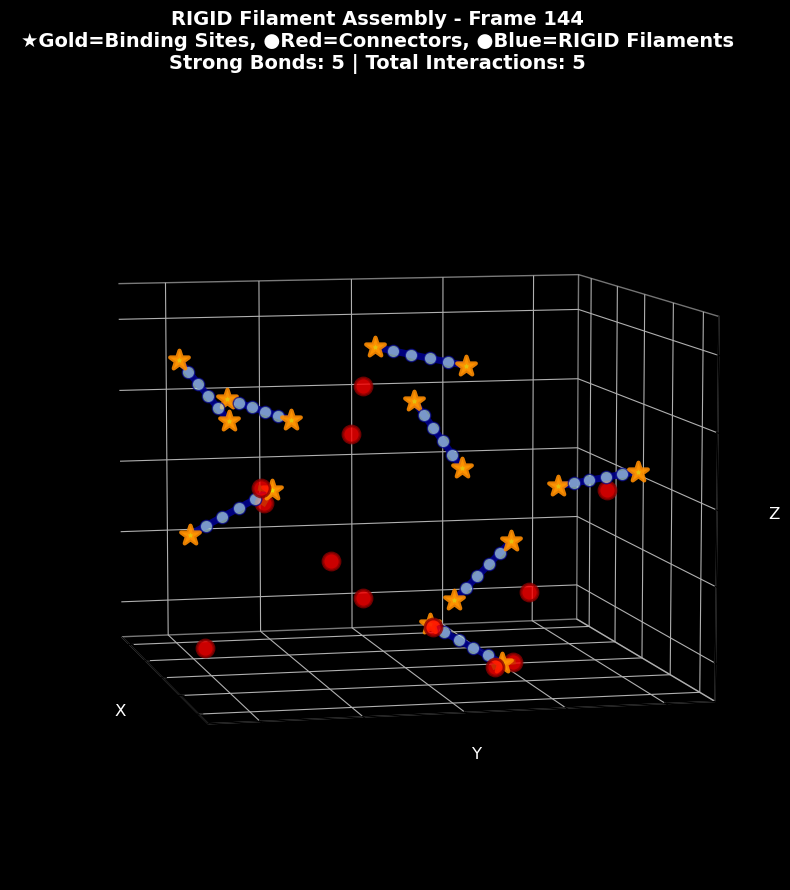 RIGID Filament Assembly - Frame 144
★Gold=Binding Sites, ●Red=Connectors, ●Blue=RIGID Filaments
Strong Bonds: 5 | Total Interactions: 5
Z
X
Y